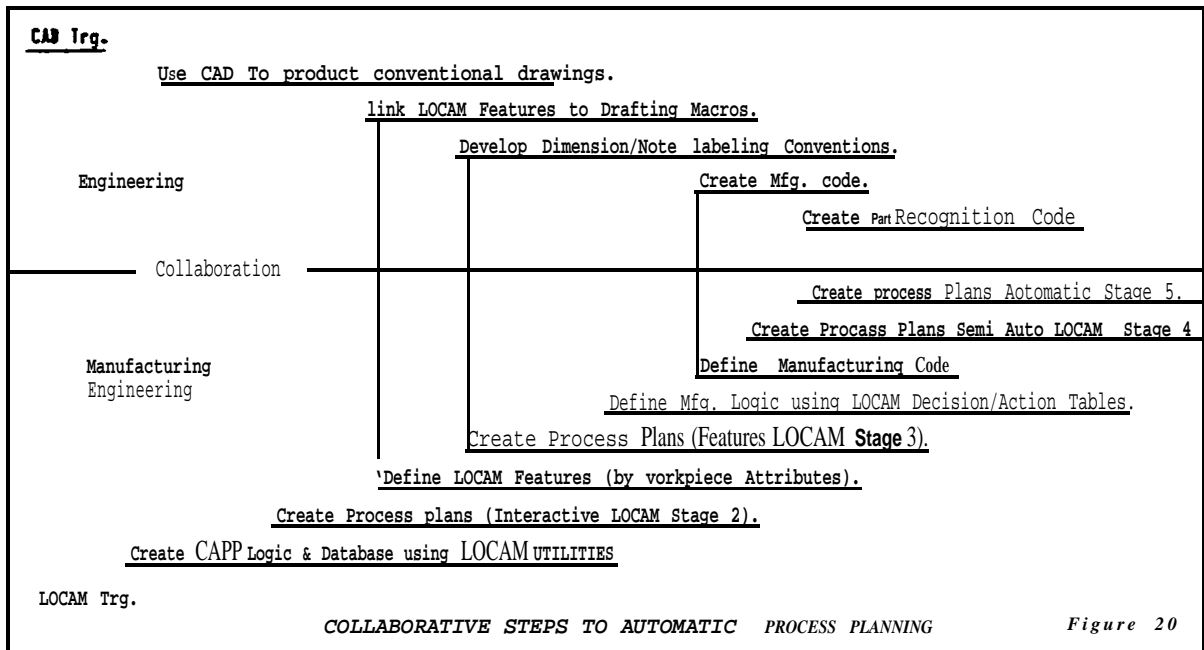 CAD Trg.
Use CAD To product conventional drawings.
link LOCAM Features to Drafting Macros.
Develop Dimension/Note labeling Conventions.
Engineering
Create Mfg. code.
Create Part Recognition Code
Collaboration
Create process Plans Aotomatic Stage 5.
Create Procass Plans Semi Auto LOCAM Stage 4
Manufacturing
Engineering
Define Manufacturing Code
Define Mfg. Logic using LOCAM Decision/Action Tables.
Create Process Plans (Features LOCAM Stage 3).
'Define LOCAM Features (by vorkpiece Attributes).
Create Process plans (Interactive LOCAM Stage 2).
Create CAPP Logic & Database using LOCAM UTILITIES
LOCAM Trg.
COLLABORATIVE STEPS TO AUTOMATIC PROCESS PLANNING Figure 20